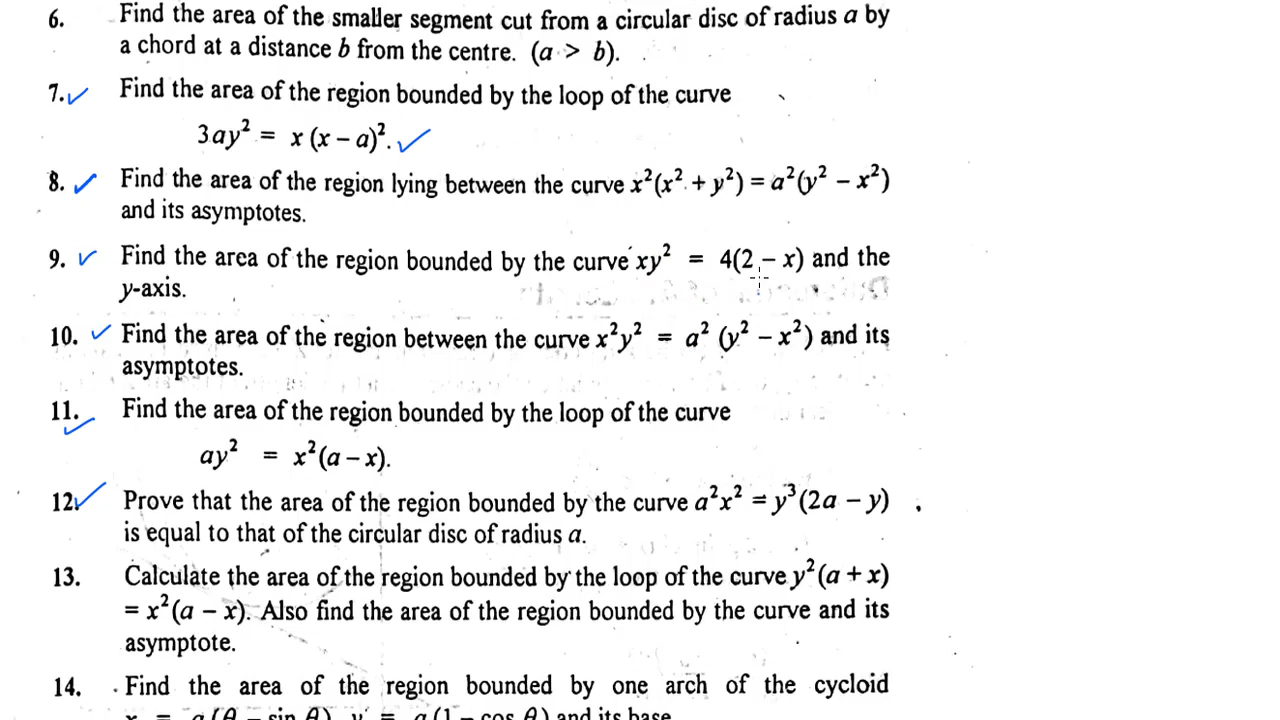 6. Find the area of the smaller segment cut from a circular disc of radius a by
a chord at a distance b from the centre. (a > b).
7. Find the area of the region bounded by the loop of the curve
3ay² = x (x – a)².
8. Find the area of the region lying between the curve x²(x² + y²) = a²(y² – x²)
and its asymptotes.
9. Find the area of the region bounded by the curve xy² = 4(2 – x) and the
y-axis.
10. Find the area of the region between the curve x²y² = a² (y² – x²) and its
asymptotes.
11. Find the area of the region bounded by the loop of the curve
ay² = x²(a – x).
12. Prove that the area of the region bounded by the curve a²x² = y³(2a – y)
is equal to that of the circular disc of radius a.
13. Calculate the area of the region bounded by the loop of the curve y²(a + x)
= x²(a – x). Also find the area of the region bounded by the curve and its
asymptote.
14. Find the area of the region bounded by one arch of the cycloid
x = a(θ – sin θ), y = a(1 – cos θ) and its base